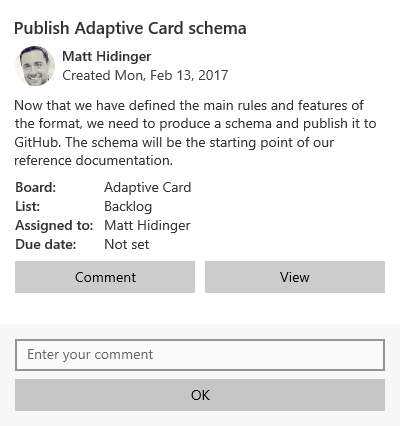 Publish Adaptive Card schema
Matt Hidinger
Created Mon, Feb 13, 2017
Now that we have defined the main rules and features of
the format, we need to produce a schema and publish it to
GitHub. The schema will be the starting point of our
reference documentation.
Board: Adaptive Card
List: Backlog
Assigned to: Matt Hidinger
Due date: Not set
Comment View
Enter your comment
OK